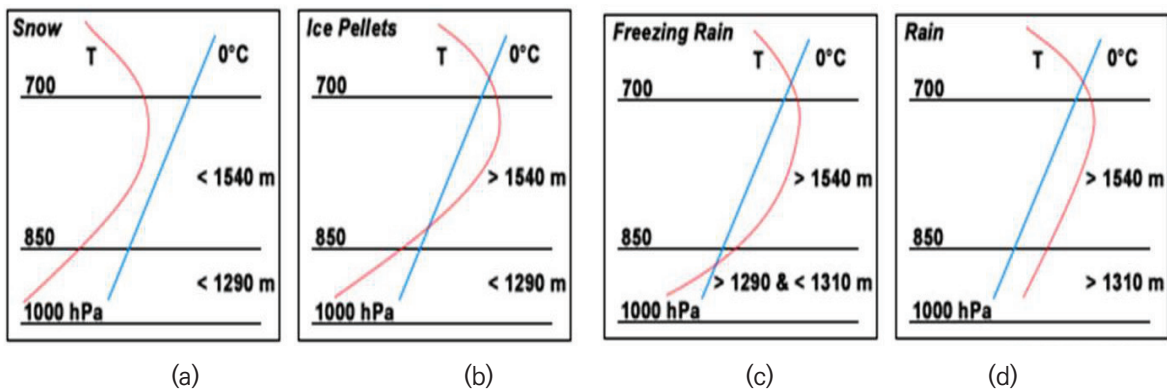 Snow
T
0°C
700
< 1540 m
850
< 1290 m
1000 hPa
(a)
Ice Pellets
T
0°C
700
> 1540 m
850
< 1290 m
1000 hPa
(b)
Freezing Rain
T
0°C
700
> 1540 m
850
> 1290 & < 1310 m
1000 hPa
(c)
Rain
T
0°C
700
> 1540 m
850
> 1310 m
1000 hPa
(d)